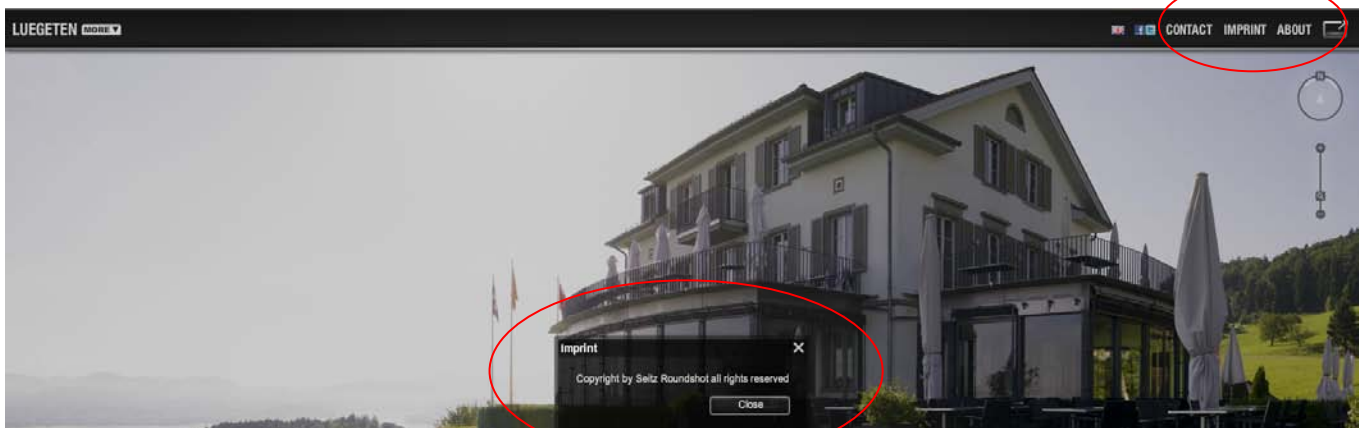 LUEGETEN MORE ▼
CONTACT IMPRINT ABOUT
N
Imprint
Copyright by Seitz Roundshot all rights reserved
Close